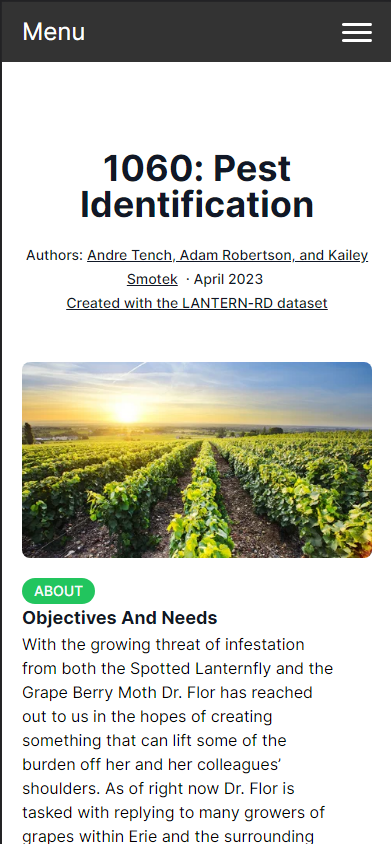 Menu
1060: Pest
Identification
Authors: Andre Tench, Adam Robertson, and Kailey
Smotek · April 2023
Created with the LANTERN-RD dataset
ABOUT
Objectives And Needs
With the growing threat of infestation
from both the Spotted Lanternfly and the
Grape Berry Moth Dr. Flor has reached
out to us in the hopes of creating
something that can lift some of the
burden off her and her colleagues’
shoulders. As of right now Dr. Flor is
tasked with replying to many growers of
grapes within Erie and the surrounding